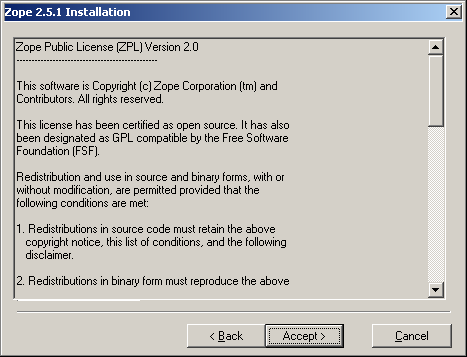 Zope 2.5.1 Installation
Zope Public License (ZPL) Version 2.0
-----------------------------------------------
This software is Copyright (c) Zope Corporation (tm) and
Contributors. All rights reserved.
This license has been certified as open source. It has also
been designated as GPL compatible by the Free Software
Foundation (FSF).
Redistribution and use in source and binary forms, with or
without modification, are permitted provided that the
following conditions are met:
1. Redistributions in source code must retain the above
copyright notice, this list of conditions, and the following
disclaimer.
2. Redistributions in binary form must reproduce the above
< Back
Accept >
Cancel